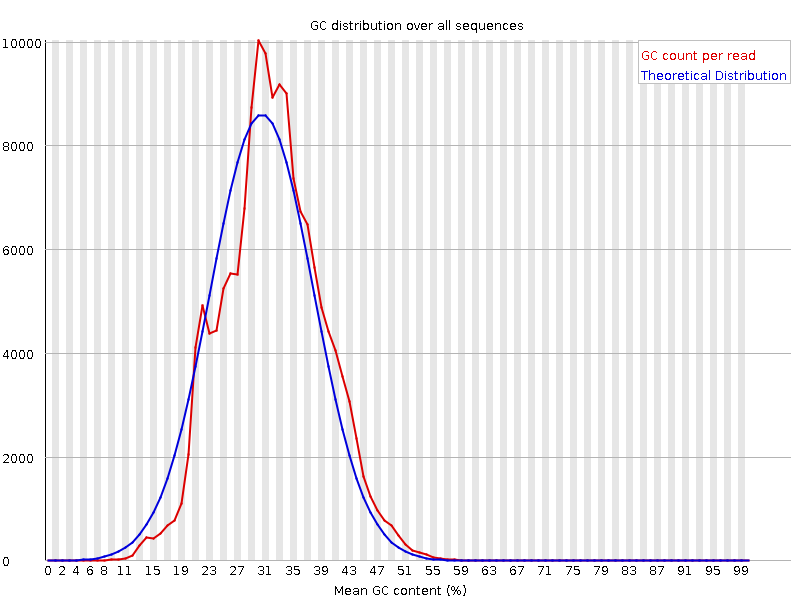 GC distribution over all sequences
GC count per read
Theoretical Distribution
10000
8000
6000
4000
2000
0
0 2 4 6 8 11 15 19 23 27 31 35 39 43 47 51 55 59 63 67 71 75 79 83 87 91 95 99
Mean GC content (%)